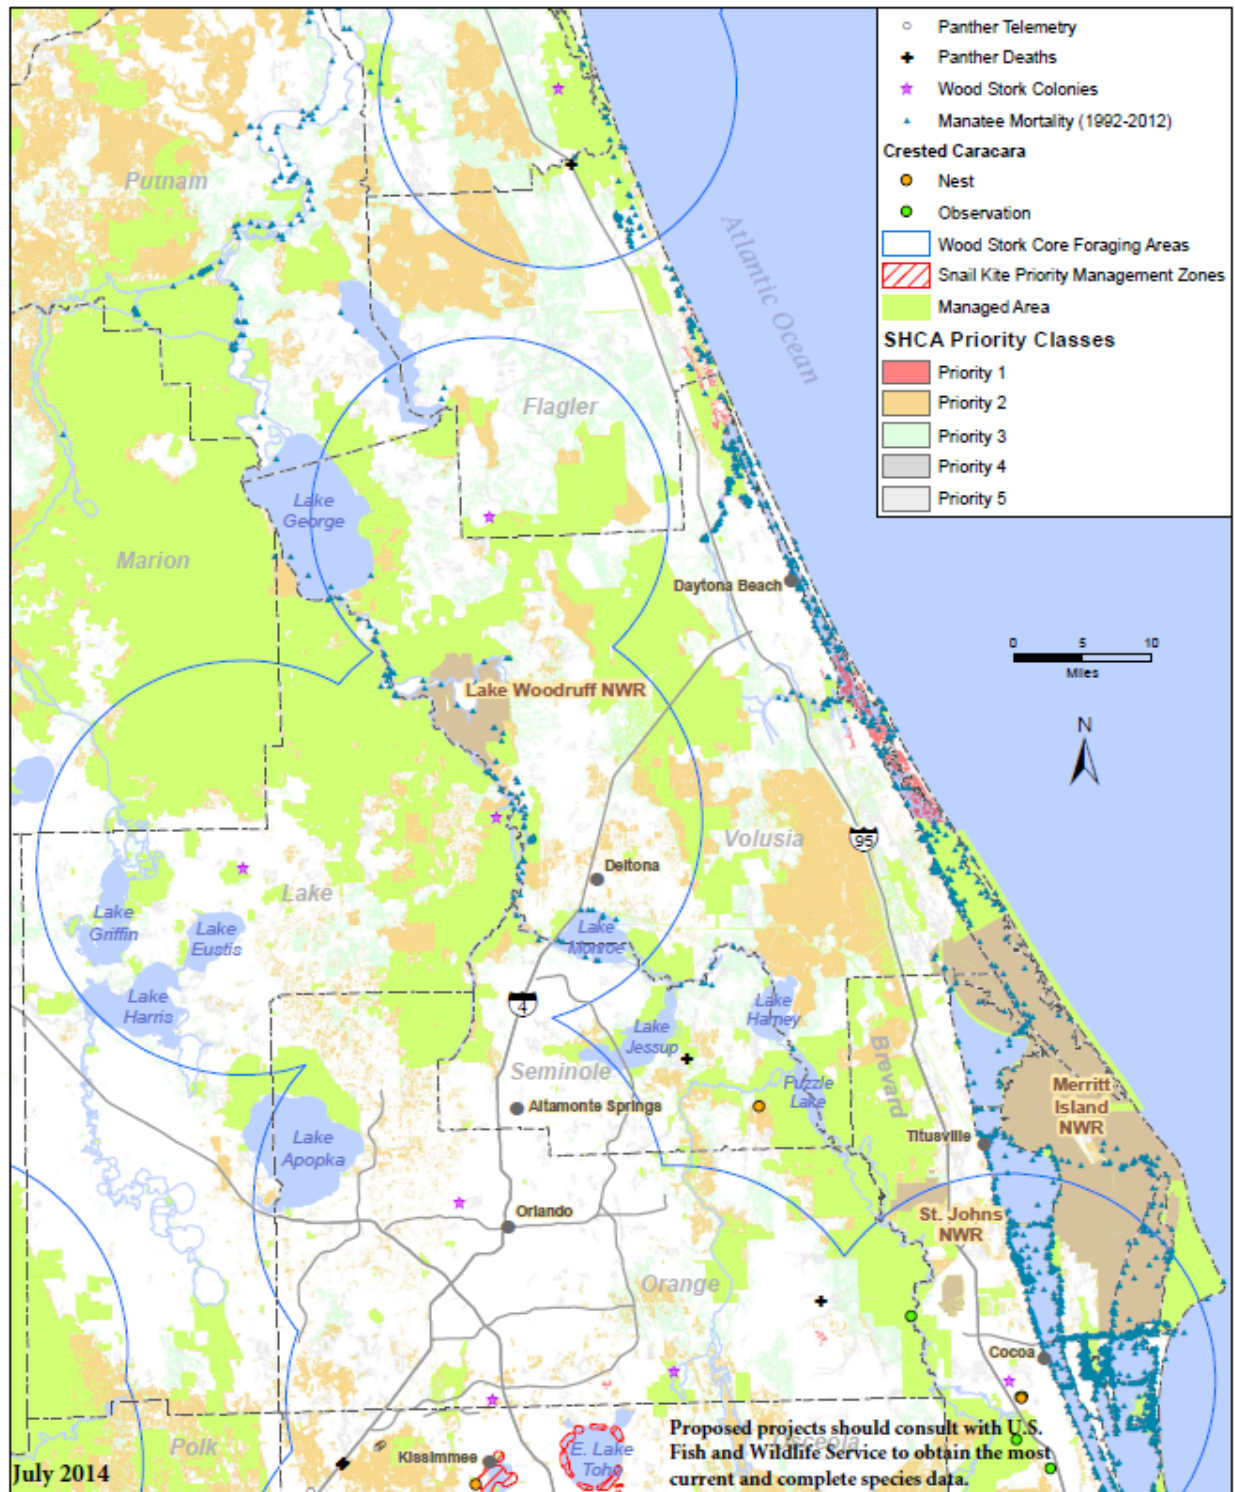 Panther Telemetry
Panther Deaths
Wood Stork Colonies
Manatee Mortality (1992-2012)
Crested Caracara
Nest
Observation
Wood Stork Core Foraging Areas
Snail Kite Priority Management Zones
Managed Area
SHCA Priority Classes
Priority 1
Priority 2
Priority 3
Priority 4
Priority 5
Putnam
Atlantic Ocean
Flagler
Lake
George
Marion
Daytona Beach
0 5 10
Miles
N
Lake Woodruff NWR
Volusia
95
Deltona
Lake
Lake
Griffin
Lake
Eustis
Lake
Monroe
Lake
Harris
4
Lake
Jessup
Lake
Harney
Seminole
Puzzle
Lake
Brevard
Merritt
Island
NWR
Altamonte Springs
Titusville
Lake
Apopka
Orlando
St. Johns
NWR
Orange
Cocoa
Polk
Kissimmee
E. Lake
Toho
Proposed projects should consult with U.S.
Fish and Wildlife Service to obtain the most
current and complete species data.
July 2014